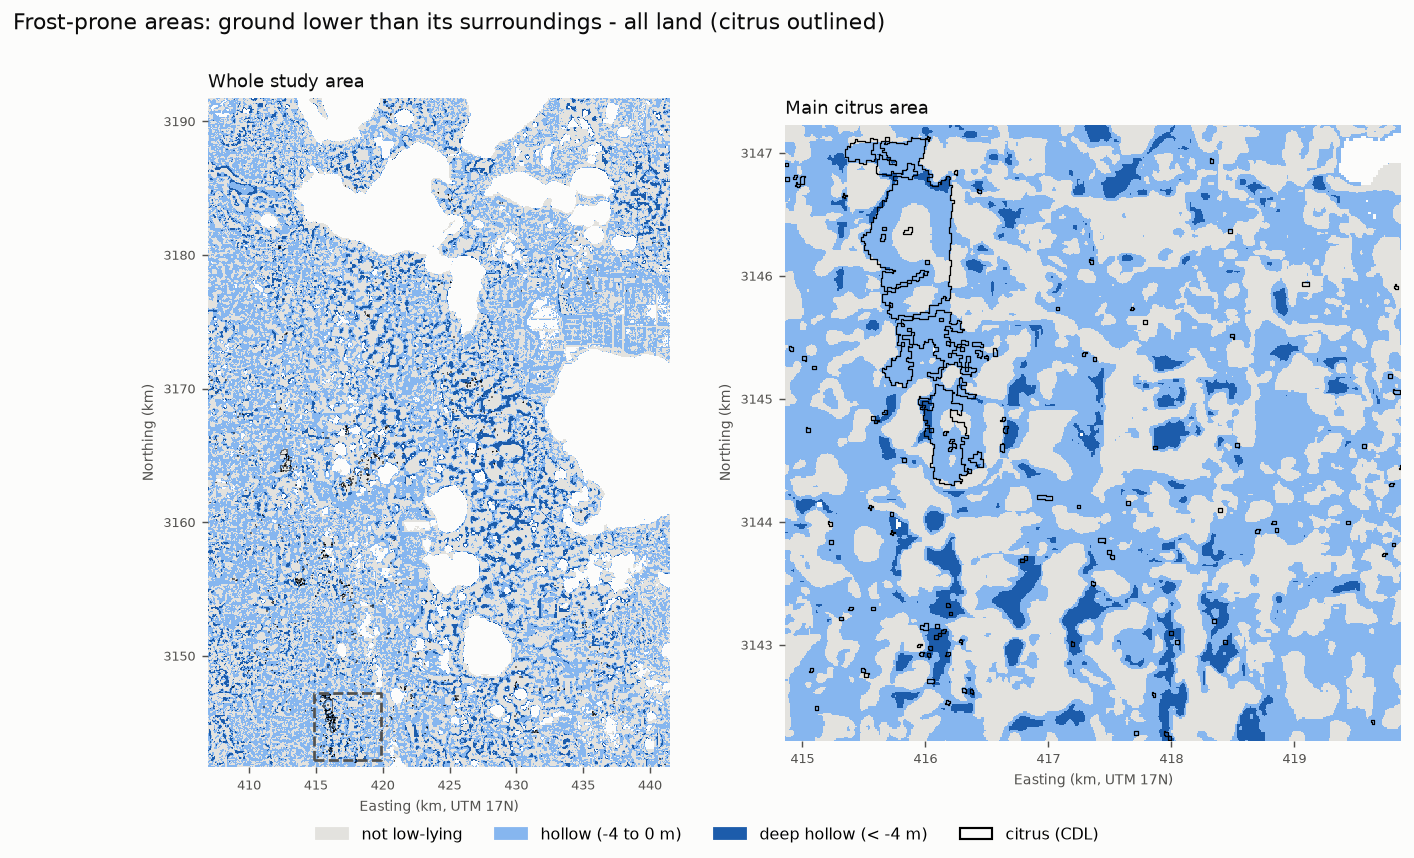 Frost-prone areas: ground lower than its surroundings - all land (citrus outlined)
Whole study area
Main citrus area
3190
3180
3170
3160
3150
Northing (km)
410
415
420
425
430
435
440
Easting (km, UTM 17N)
3147
3146
3145
3144
3143
Northing (km)
415
416
417
418
419
Easting (km, UTM 17N)
not low-lying
hollow (-4 to 0 m)
deep hollow (< -4 m)
citrus (CDL)